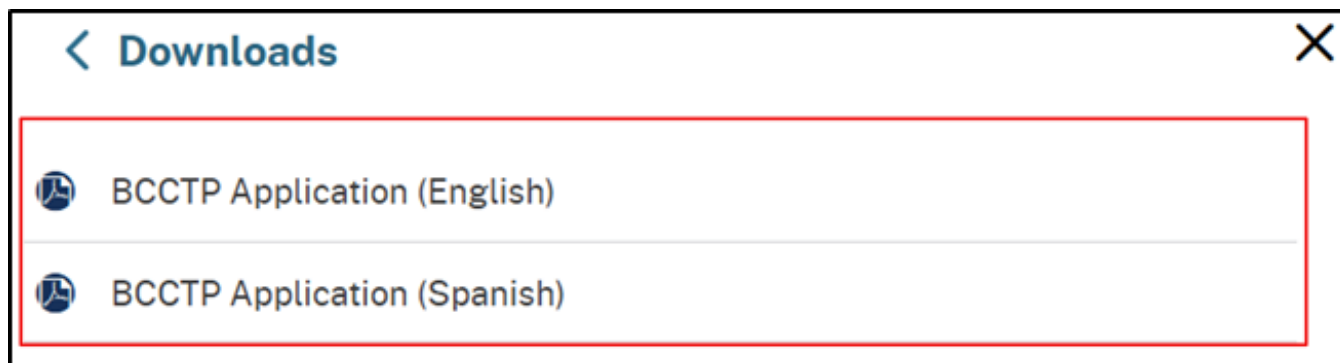 Downloads
BCCTP Application (English)
BCCTP Application (Spanish)